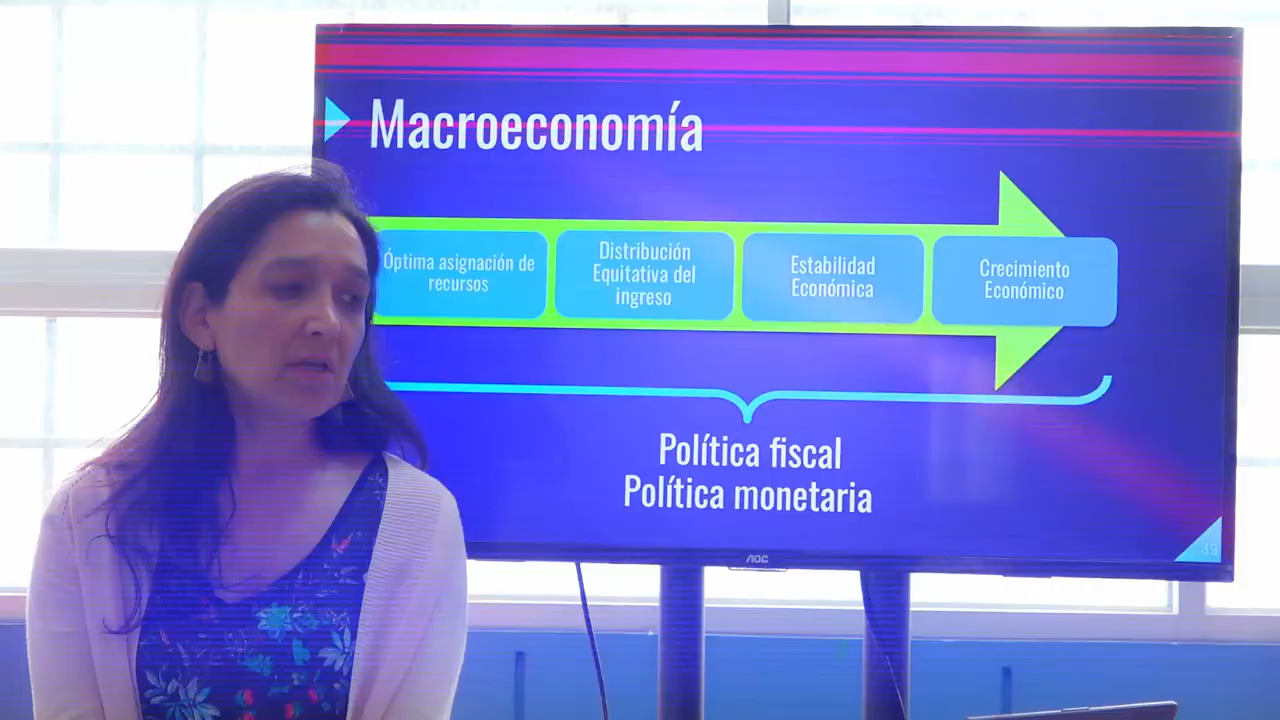 Macroeconomía
Óptima asignación de
recursos
Distribución
Equitativa del
ingreso
Estabilidad
Económica
Crecimiento
Económico
Política fiscal
Política monetaria
39
AOC